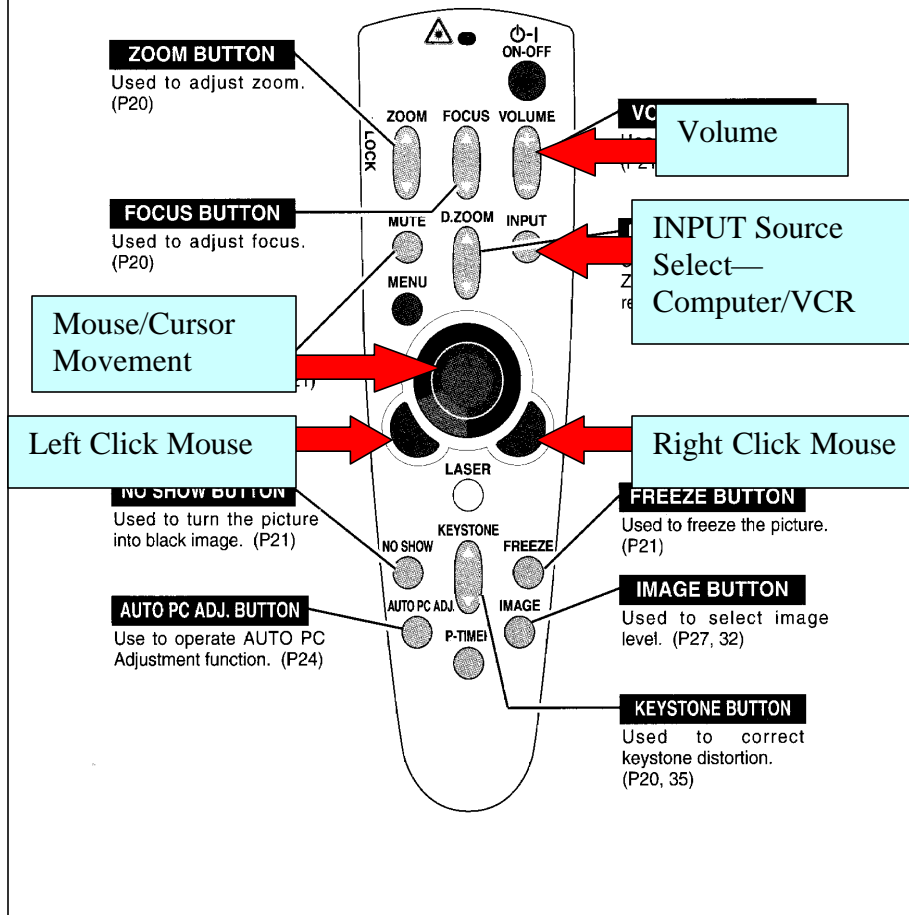 ON-OFF
ZOOM BUTTON
Used to adjust zoom.
(P20)
ZOOM FOCUS VOLUME
LOCK
Volume
FOCUS BUTTON
Used to adjust focus.
(P20)
MUTE D.ZOOM INPUT
MENU
INPUT Source
Select—
Computer/VCR
Mouse/Cursor
Movement
Left Click Mouse
Right Click Mouse
LASER
NO SHOW BUTTON
Used to turn the picture
into black image. (P21)
FREEZE BUTTON
Used to freeze the picture.
(P21)
KEYSTONE
NO SHOW
FREEZE
AUTO PC ADJ. BUTTON
Use to operate AUTO PC
Adjustment function. (P24)
AUTO PC ADJ.
IMAGE
P-TIMER
IMAGE BUTTON
Used to select image
level. (P27, 32)
KEYSTONE BUTTON
Used to correct
keystone distortion.
(P20, 35)